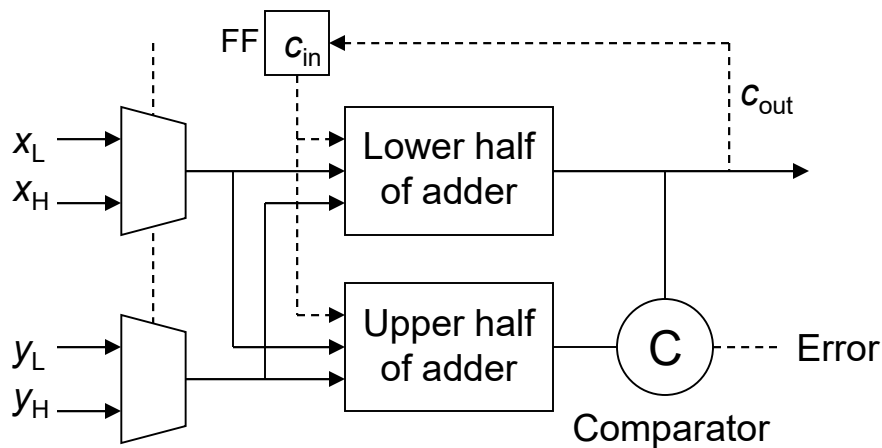 FF
c_in
c_out
x_L
x_H
Lower half
of adder
Upper half
of adder
y_L
y_H
C
Error
Comparator